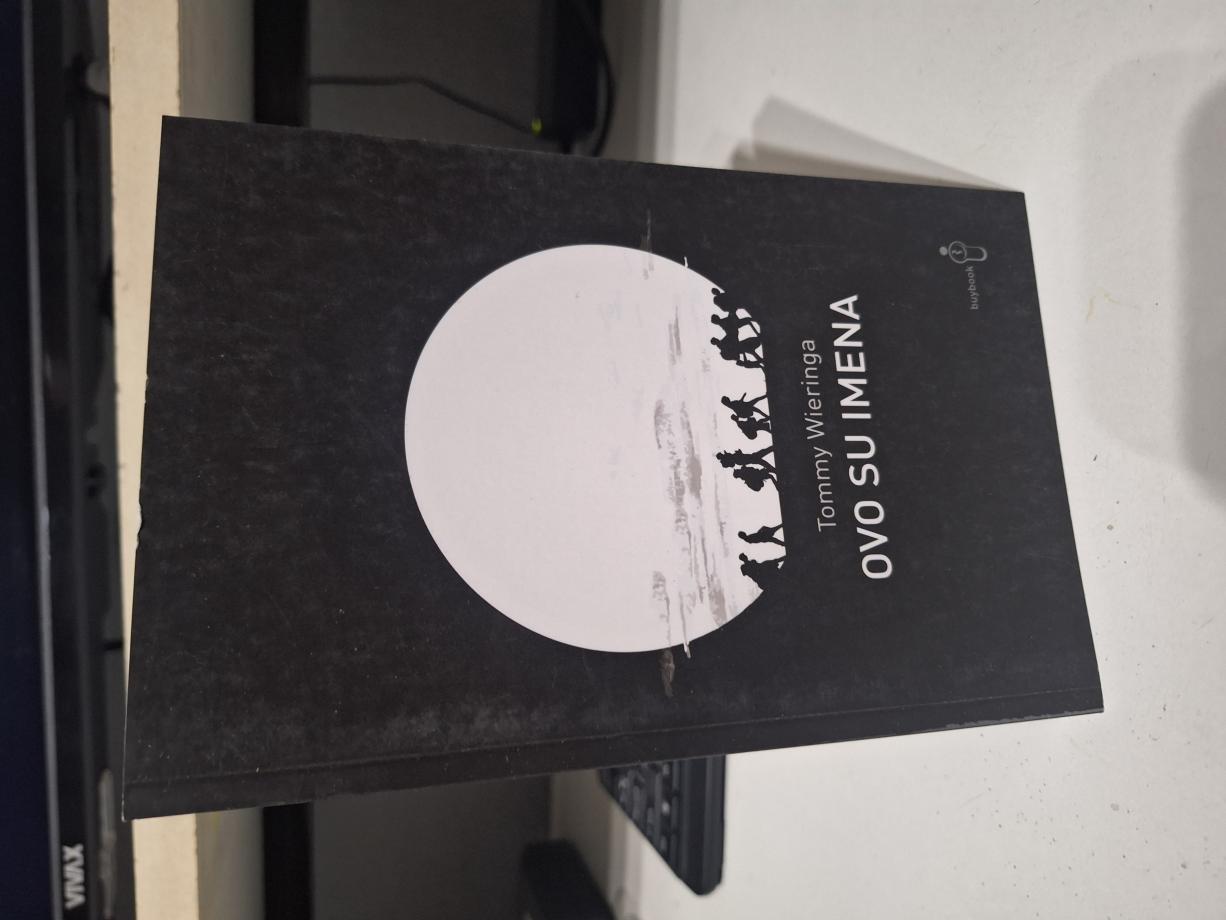 Tommy Wieringa
OVO SU IMENA
buybook
VIVAX